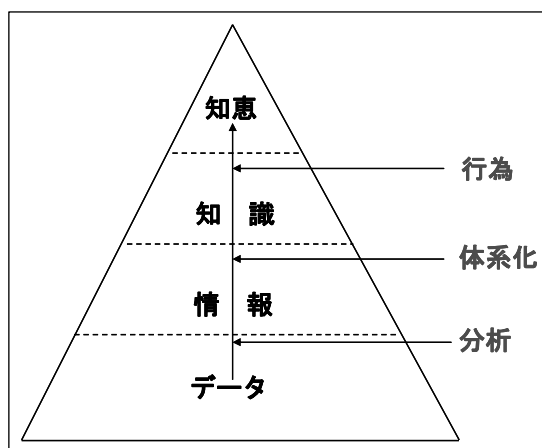 知恵
行為
知 識
体系化
情 報
分析
データ